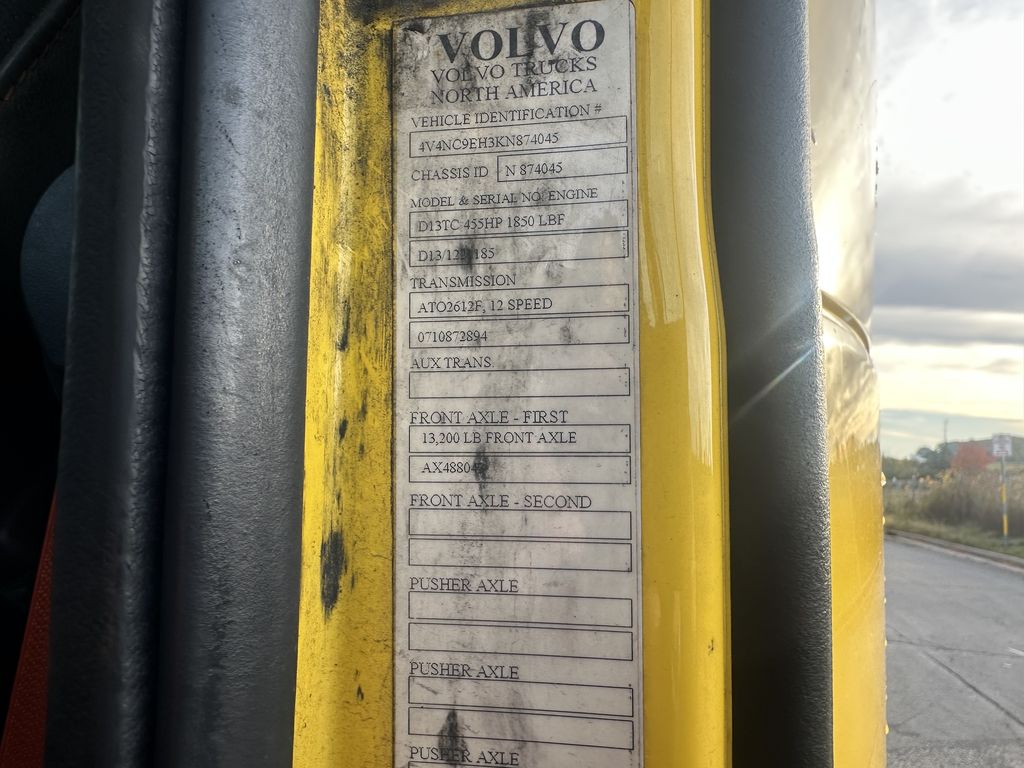 VOLVO
VOLVO TRUCKS
NORTH AMERICA
VEHICLE IDENTIFICATION #
4V4NC9EH3KN874045
CHASSIS ID N 874045
MODEL & SERIAL NO. ENGINE
D13TC 455HP 1850 LBF
TRANSMISSION
ATO2612F, 12 SPEED
0710872894
AUX TRANS.
FRONT AXLE - FIRST
13,200 LB FRONT AXLE
FRONT AXLE - SECOND
PUSHER AXLE
PUSHER AXLE
PUSHER AXLE